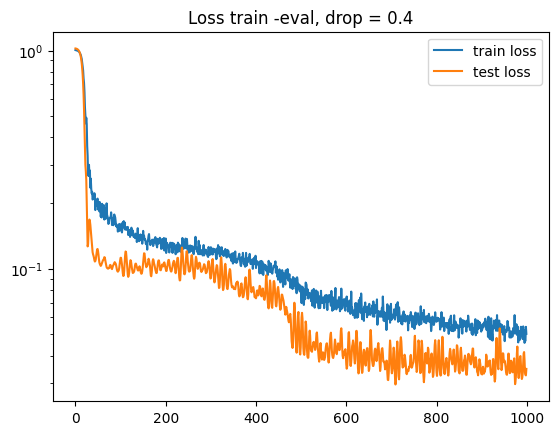 Loss train -eval, drop = 0.4
train loss
test loss
10⁰
10⁻¹
0 200 400 600 800 1000